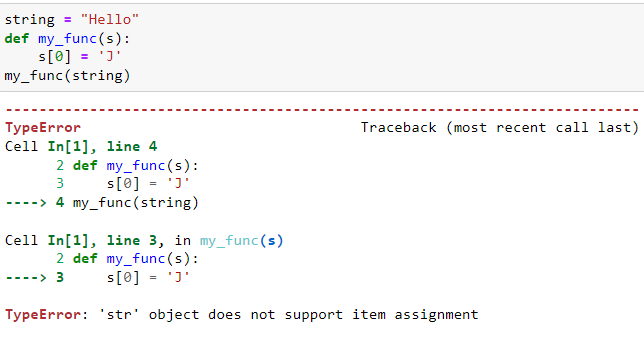 string = "Hello"
def my_func(s):
    s[0] = 'J'
my_func(string)
---------------------------------------------------------------------------
TypeError                                 Traceback (most recent call last)
Cell In[1], line 4
      2 def my_func(s):
      3     s[0] = 'J'
----> 4 my_func(string)

Cell In[1], line 3, in my_func(s)
      2 def my_func(s):
----> 3     s[0] = 'J'

TypeError: 'str' object does not support item assignment